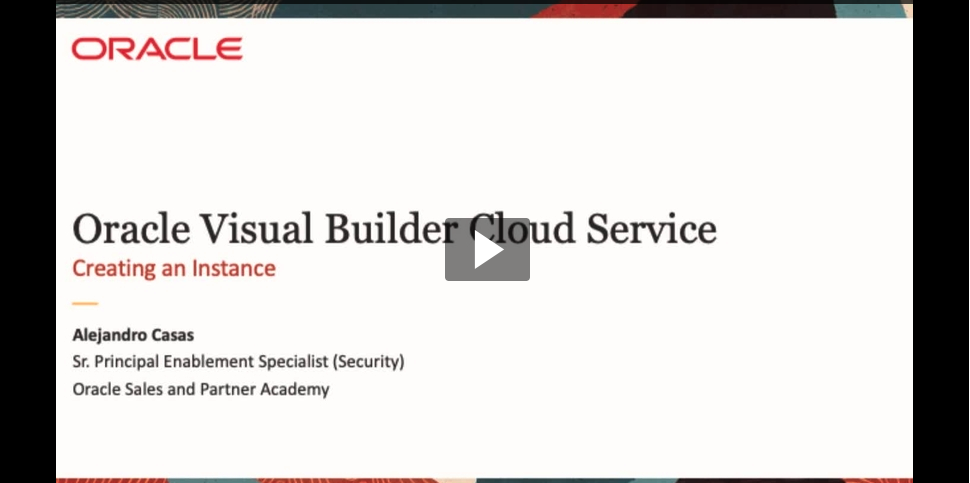 ORACLE
Oracle Visual Builder Cloud Service
Creating an Instance
Alejandro Casas
Sr. Principal Enablement Specialist (Security)
Oracle Sales and Partner Academy